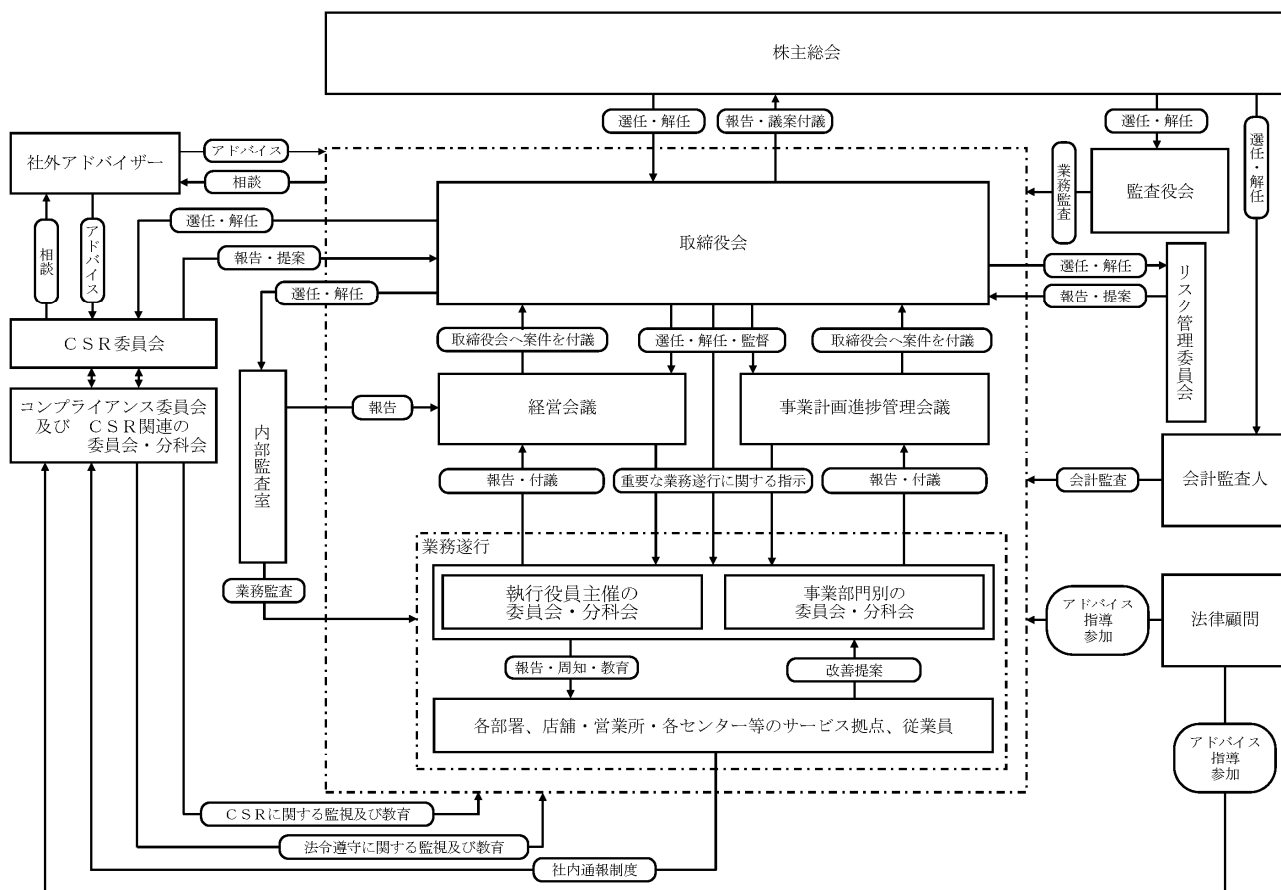 株主総会
選任・解任
報告・議案付議
選任・解任
選任・解任
社外アドバイザー
アドバイス
相談
業務監査
監査役会
取締役会
選任・解任
報告・提案
選任・解任
相談
アドバイス
選任・解任
報告・提案
リスク管理委員会
CSR委員会
取締役会へ案件を付議
選任・解任・監督
取締役会へ案件を付議
コンプライアンス委員会
及び CSR関連の
委員会・分科会
内部監査室
報告
経営会議
事業計画進捗管理会議
報告・付議
重要な業務遂行に関する指示
報告・付議
会計監査
会計監査人
業務遂行
業務監査
執行役員主催の
委員会・分科会
事業部門別の
委員会・分科会
アドバイス
指導
参加
法律顧問
報告・周知・教育
改善提案
各部署、店舗・営業所・各センター等のサービス拠点、従業員
アドバイス
指導
参加
CSRに関する監視及び教育
法令遵守に関する監視及び教育
社内通報制度